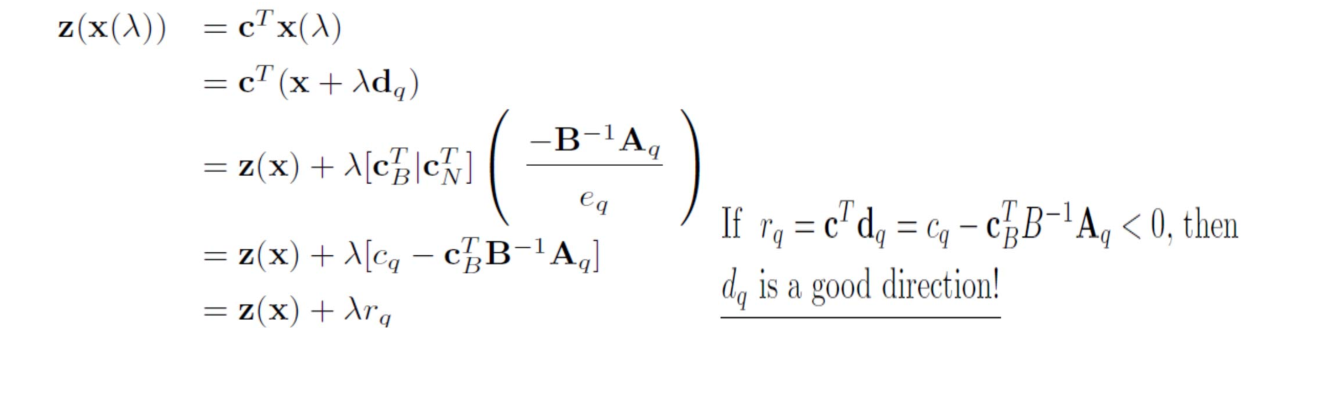 z(x(λ)) = c^T x(λ)
= c^T (x + λd_q)
= z(x) + λ[c_B^T | c_N^T] ( −B^{−1}A_q / e_q )
= z(x) + λ[c_q − c_B^T B^{−1} A_q]
= z(x) + λr_q
If r_q = c^T d_q = c_q − c_B^T B^{−1} A_q < 0, then
d_q is a good direction!